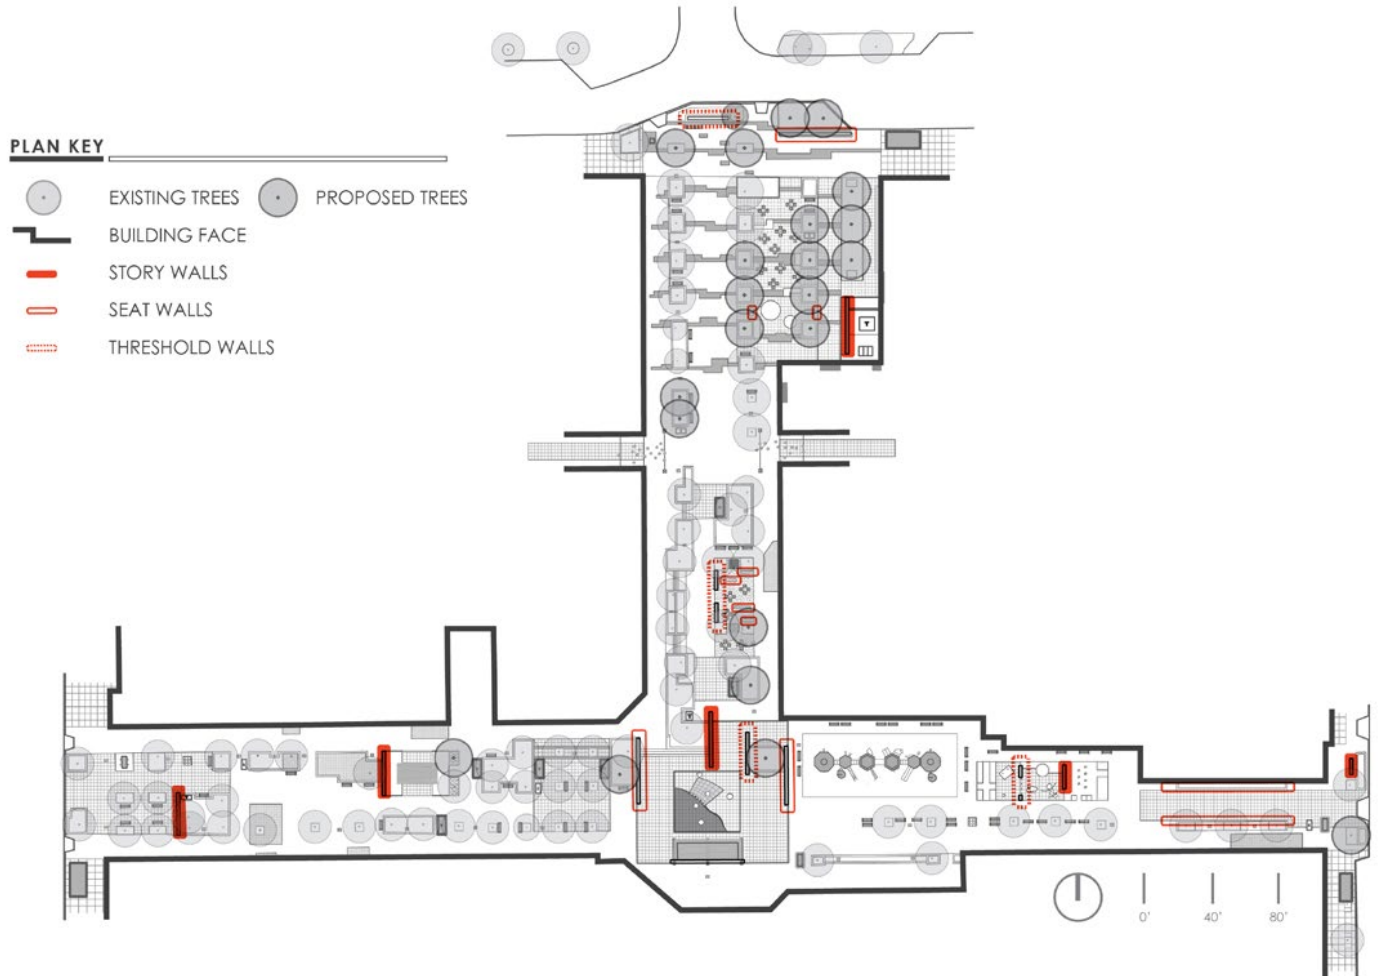 PLAN KEY
EXISTING TREES
PROPOSED TREES
BUILDING FACE
STORY WALLS
SEAT WALLS
THRESHOLD WALLS
0'
40'
80'